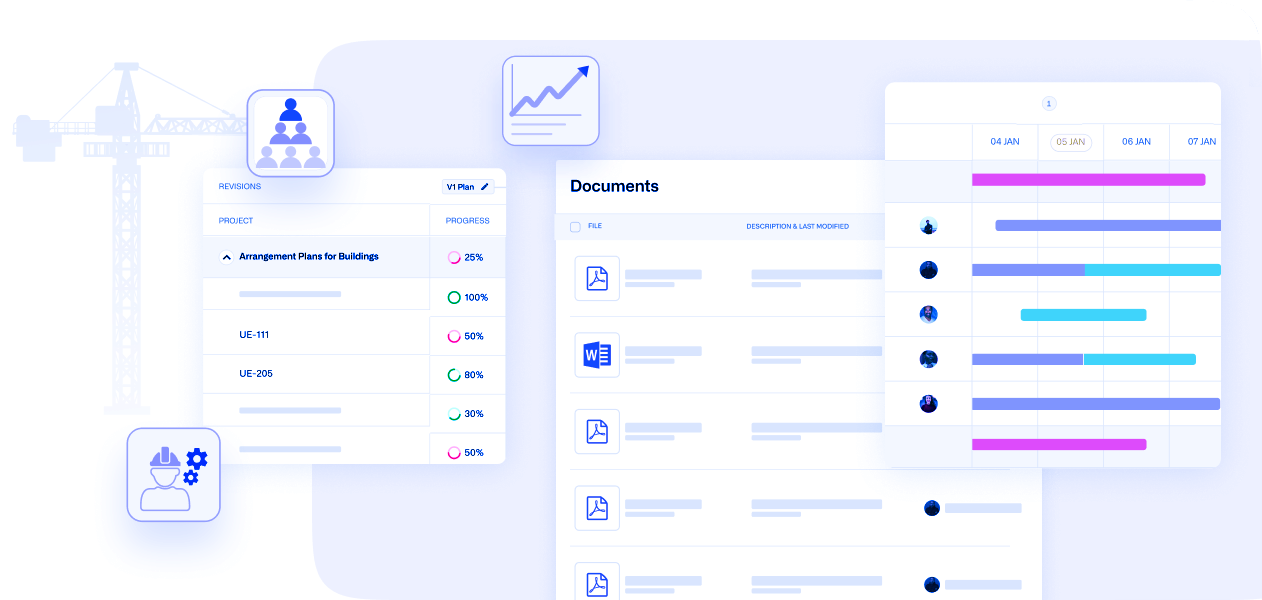 REVISIONS
V1 Plan
PROJECT
PROGRESS
Arrangement Plans for Buildings
25%
100%
UE-111
50%
UE-205
80%
30%
50%
Documents
FILE
DESCRIPTION & LAST MODIFIED
W
1
04 JAN
05 JAN
06 JAN
07 JAN